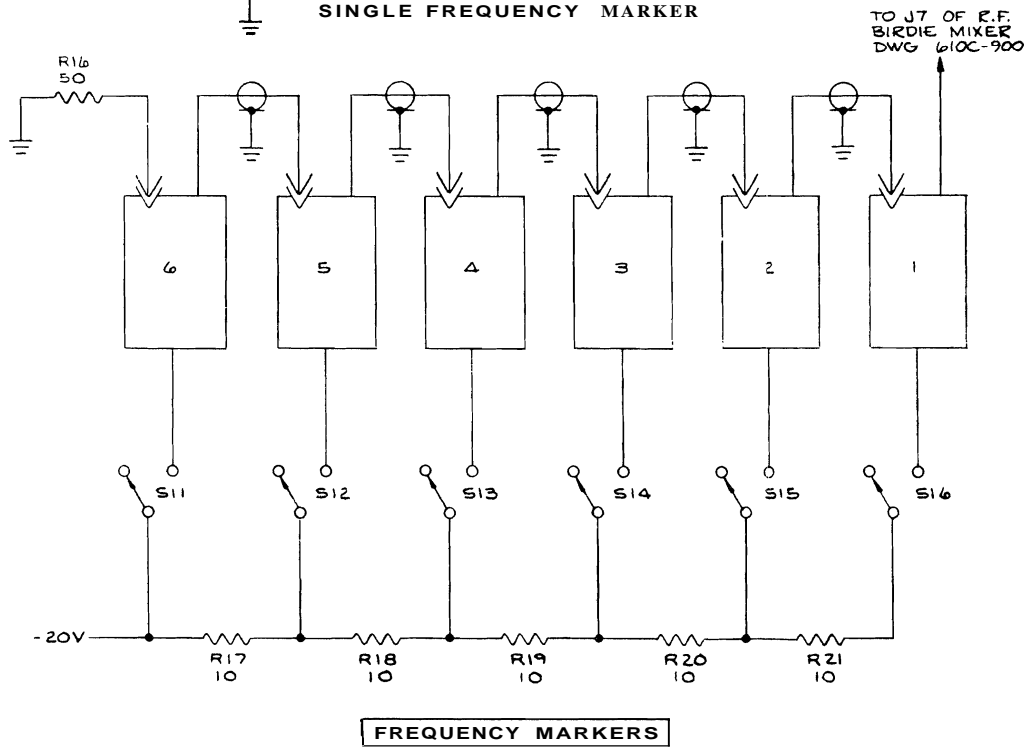 SINGLE FREQUENCY MARKER
TO J7 OF R.F.
BIRDIE MIXER
DWG 610C-900
R16
50
6
5
4
3
2
1
S11
S12
S13
S14
S15
S16
-20V
R17
10
R18
10
R19
10
R20
10
R21
10
FREQUENCY MARKERS